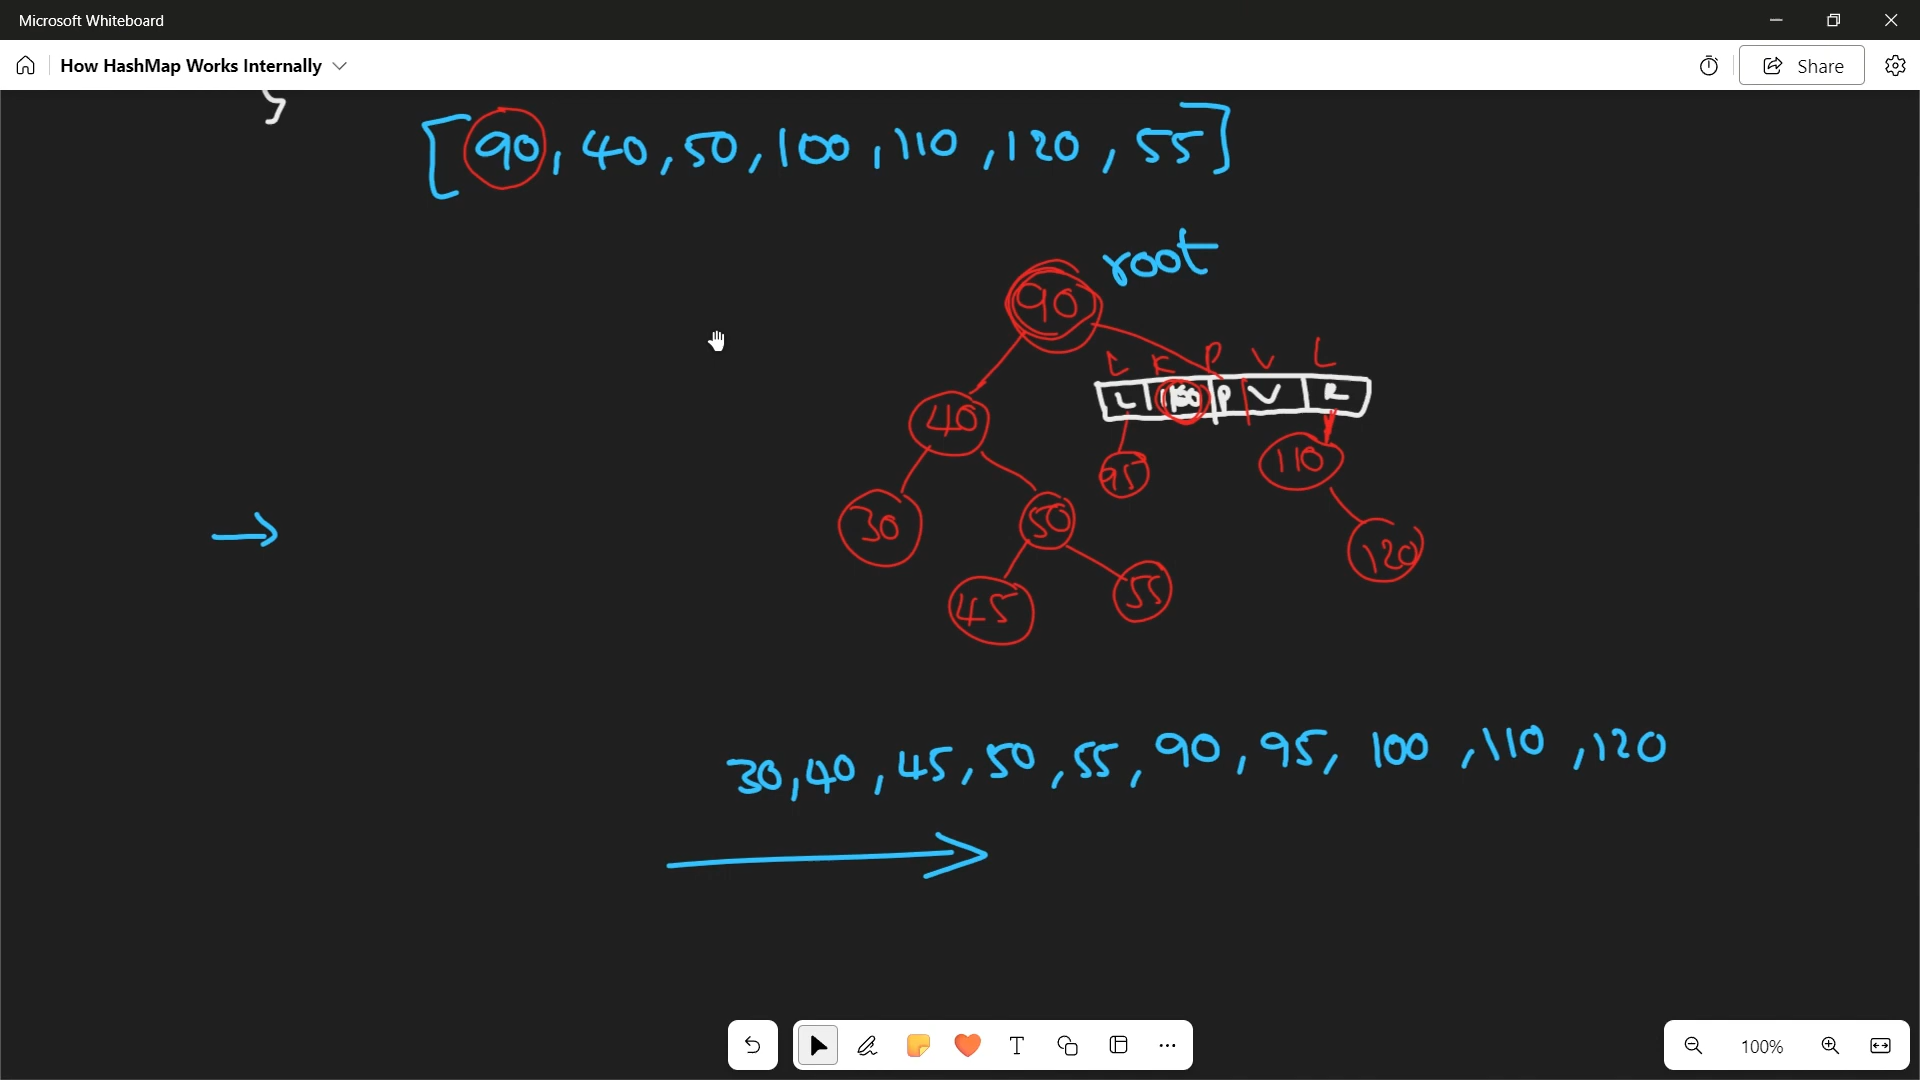 Microsoft Whiteboard
How HashMap Works Internally
Share
[90, 40, 50, 100, 110, 120, 55]
root
90
L K P V L
L 100 P V R
40
95
110
30
50
120
45
55
30, 40, 45, 50, 55, 90, 95, 100, 110, 120
100%